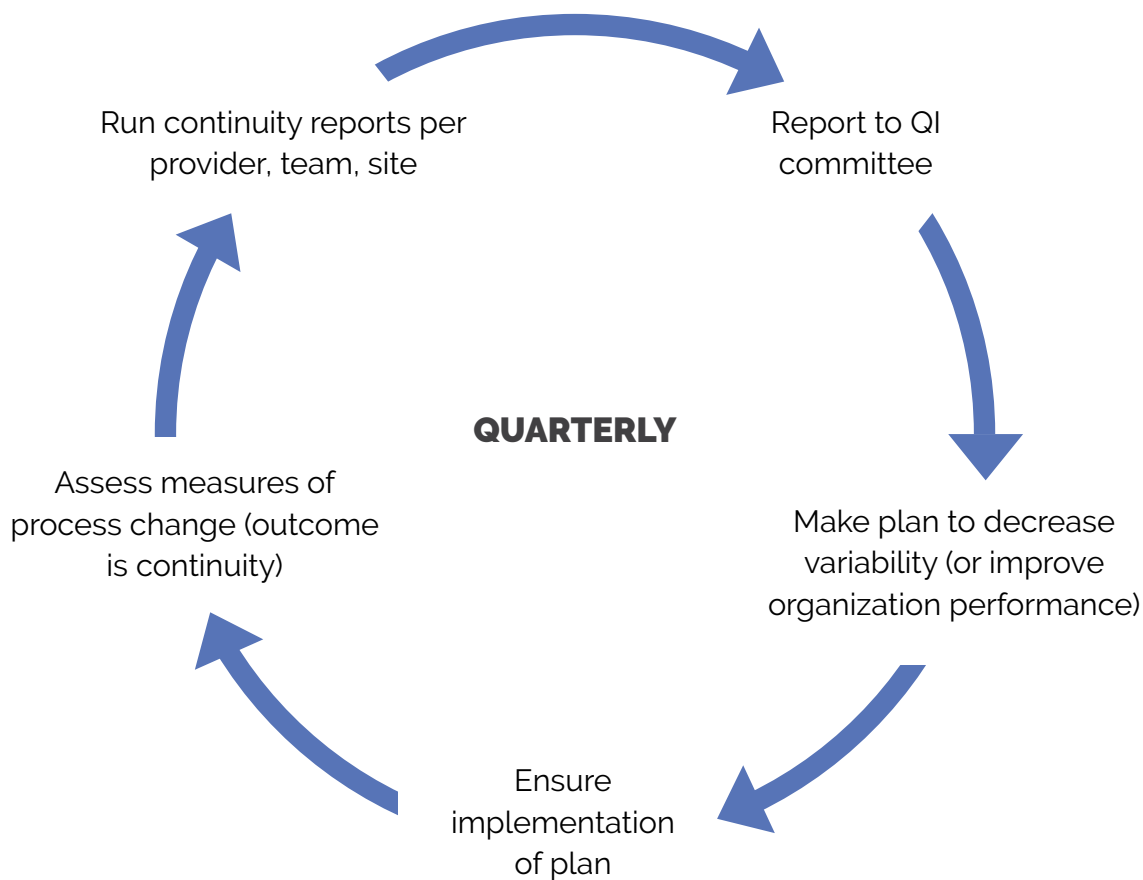 Run continuity reports per
provider, team, site
Report to QI
committee
QUARTERLY
Assess measures of
process change (outcome
is continuity)
Make plan to decrease
variability (or improve
organization performance)
Ensure
implementation
of plan